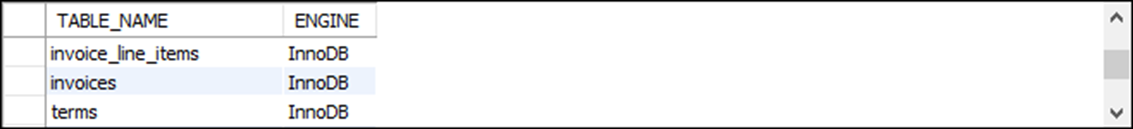 TABLE_NAME ENGINE
invoice_line_items InnoDB
invoices InnoDB
terms InnoDB